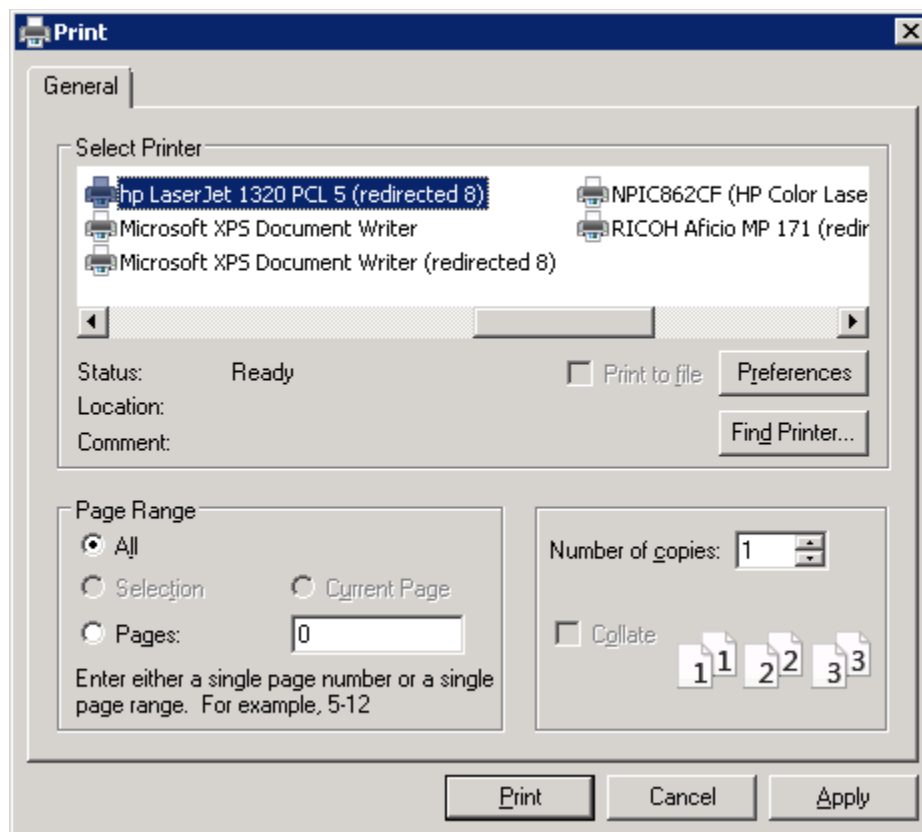 Print
General
Select Printer
hp LaserJet 1320 PCL 5 (redirected 8)
Microsoft XPS Document Writer
Microsoft XPS Document Writer (redirected 8)
NPIC862CF (HP Color Lase
RICOH Aficio MP 171 (redir
Status: Ready
Location:
Comment:
Print to file
Preferences
Find Printer...
Page Range
All
Selection
Current Page
Pages: 0
Enter either a single page number or a single
page range. For example, 5-12
Number of copies: 1
Collate
1 1 2 2 3 3
Print
Cancel
Apply